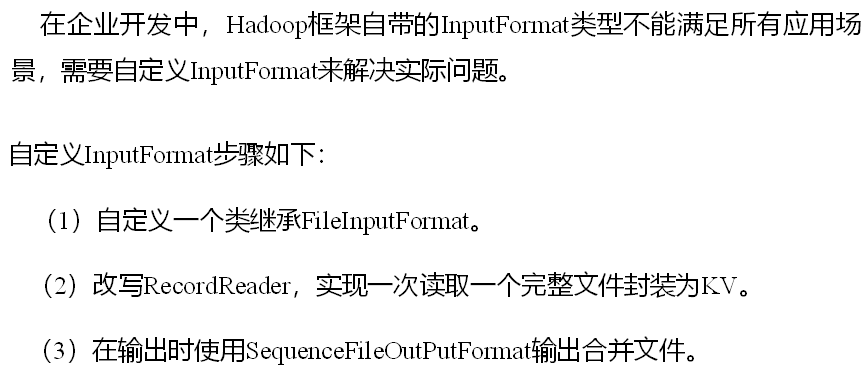 在企业开发中，Hadoop框架自带的InputFormat类型不能满足所有应用场
景，需要自定义InputFormat来解决实际问题。
自定义InputFormat步骤如下：
（1）自定义一个类继承FileInputFormat。
（2）改写RecordReader，实现一次读取一个完整文件封装为KV。
（3）在输出时使用SequenceFileOutPutFormat输出合并文件。